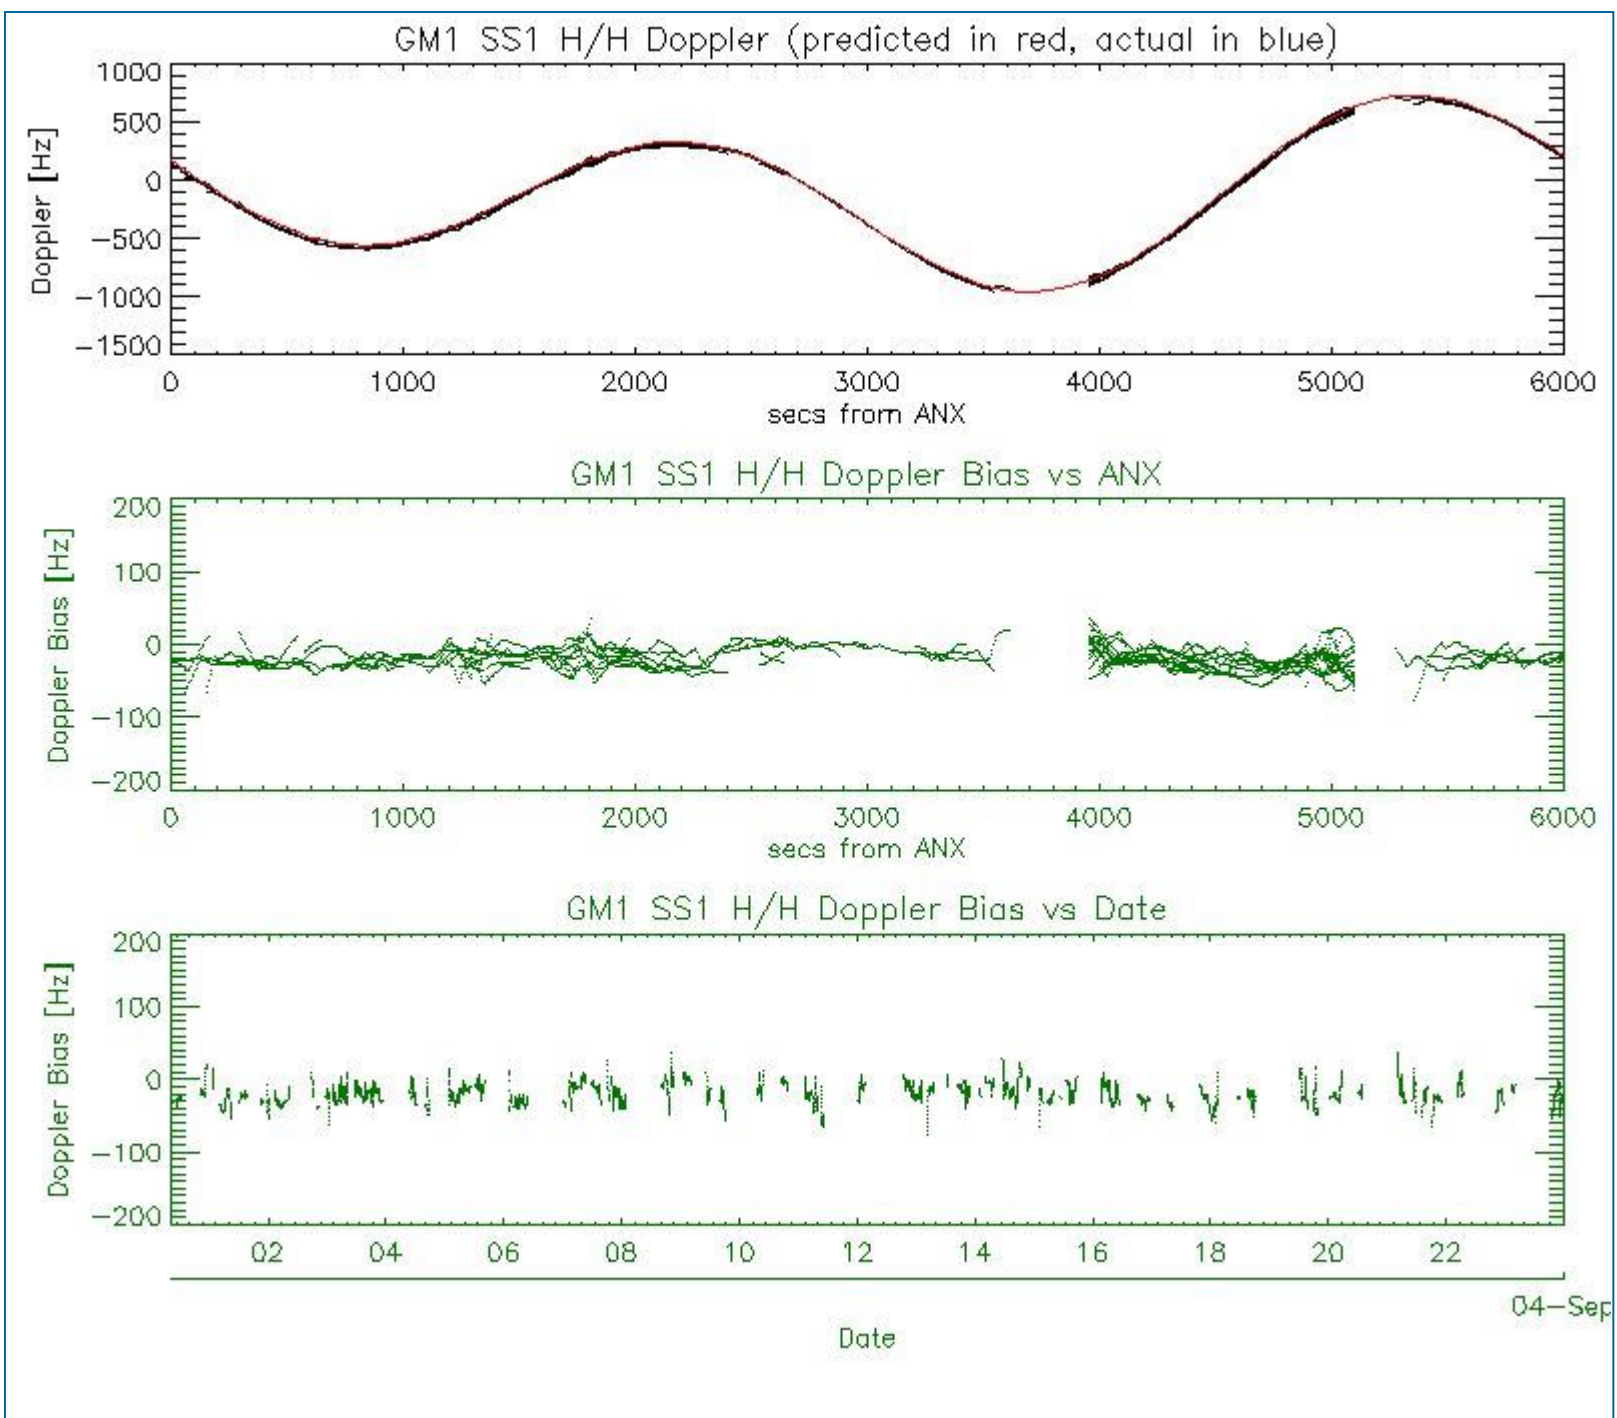 GM1 SS1 H/H Doppler (predicted in red, actual in blue)
1000
500
0
−500
−1000
−1500
Doppler [Hz]
0 1000 2000 3000 4000 5000 6000
secs from ANX
GM1 SS1 H/H Doppler Bias vs ANX
200
100
0
−100
−200
Doppler Bias [Hz]
0 1000 2000 3000 4000 5000 6000
secs from ANX
GM1 SS1 H/H Doppler Bias vs Date
200
100
0
−100
−200
Doppler Bias [Hz]
02 04 06 08 10 12 14 16 18 20 22
04−Sep
Date